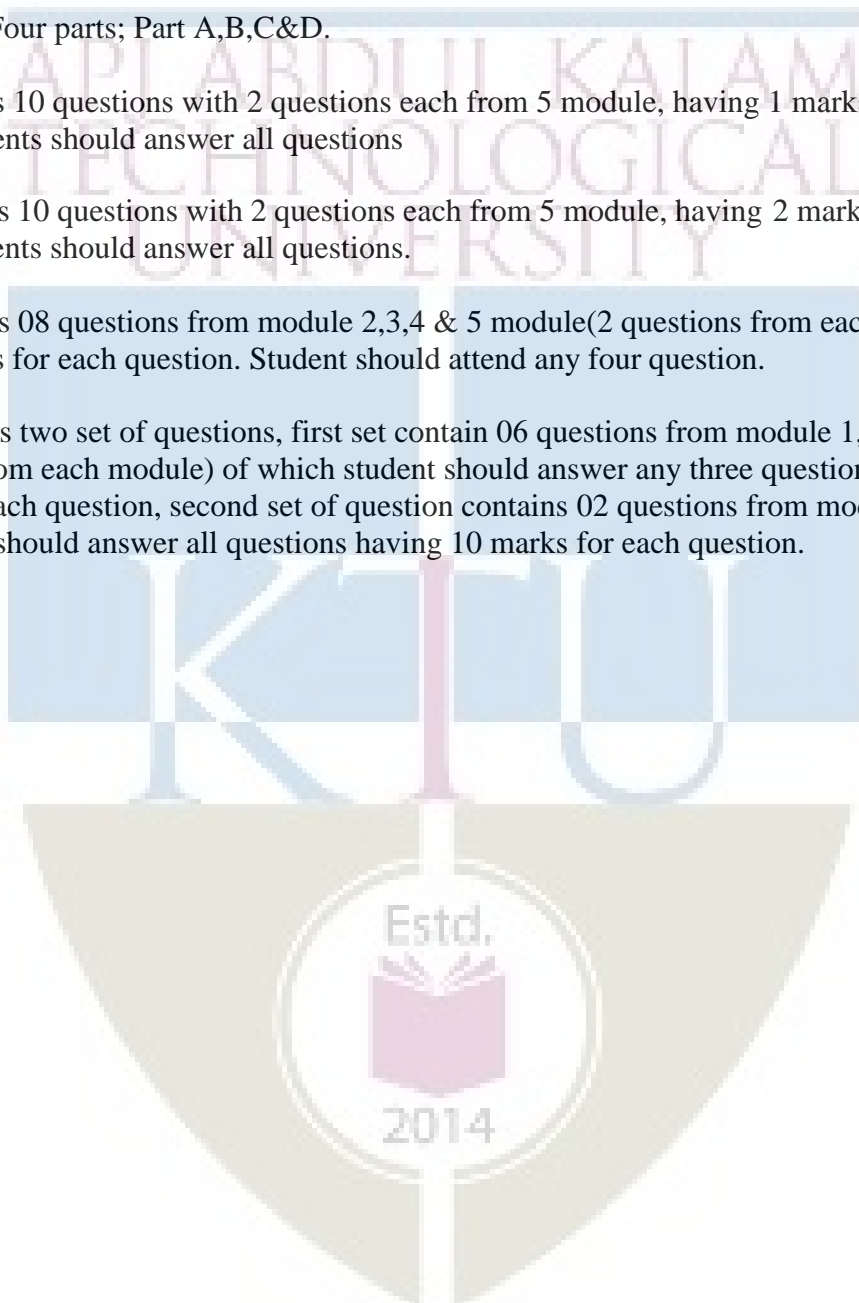 Four parts; Part A,B,C&D.
API ABDUL KALAM
s 10 questions with 2 questions each from 5 module, having 1 mark
TECHNOLOGICAL
ents should answer all questions
s 10 questions with 2 questions each from 5 module, having 2 mark
UNIVERSITY
ents should answer all questions.
s 08 questions from module 2,3,4 & 5 module(2 questions from eac
s for each question. Student should attend any four question.
s two set of questions, first set contain 06 questions from module 1,
om each module) of which student should answer any three question
ach question, second set of question contains 02 questions from mo
should answer all questions having 10 marks for each question.
KTU
Estd.
2014